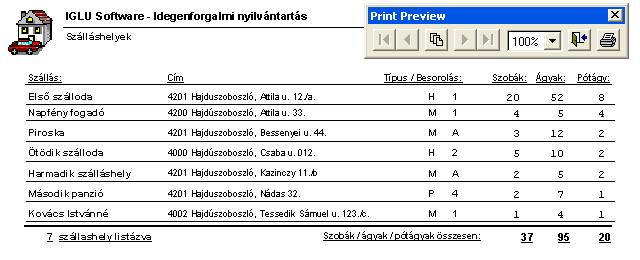 IGLU Software - Idegenforgalmi nyilvántartás
Szálláshelyek
Print Preview
100%
Szállás: Cím Típus / Besorolás: Szobák: Ágyak: Pótágy:
Első szálloda 4201 Hajdúszoboszló, Attila u. 12./a. H 1 20 52 8
Napfény fogadó 4200 Hajdúszoboszló, Attila u. 33. M 1 4 5 4
Piroska 4201 Hajdúszoboszló, Bessenyei u. 44. M A 3 12 2
Ötödik szálloda 4000 Hajdúszoboszló, Csaba u. 012. H 2 5 10 2
Harmadik szálláshely 4201 Hajdúszoboszló, Kazinczy 11./b M A 2 5 2
Második panzió 4201 Hajdúszoboszló, Nádas 32. P 4 2 7 1
Kovács Istvánné 4002 Hajdúszoboszló, Tessedik Sámuel u. 123./c. M 1 1 4 1
7 szálláshely listázva Szobák / ágyak / pótágyak összesen: 37 95 20